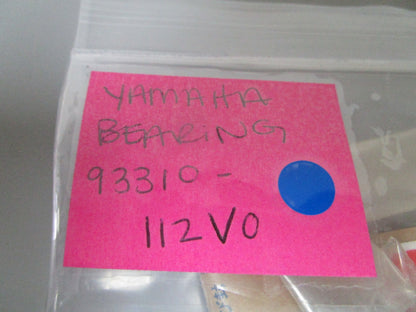 YAMAHA
BEARING
93310-
112V0